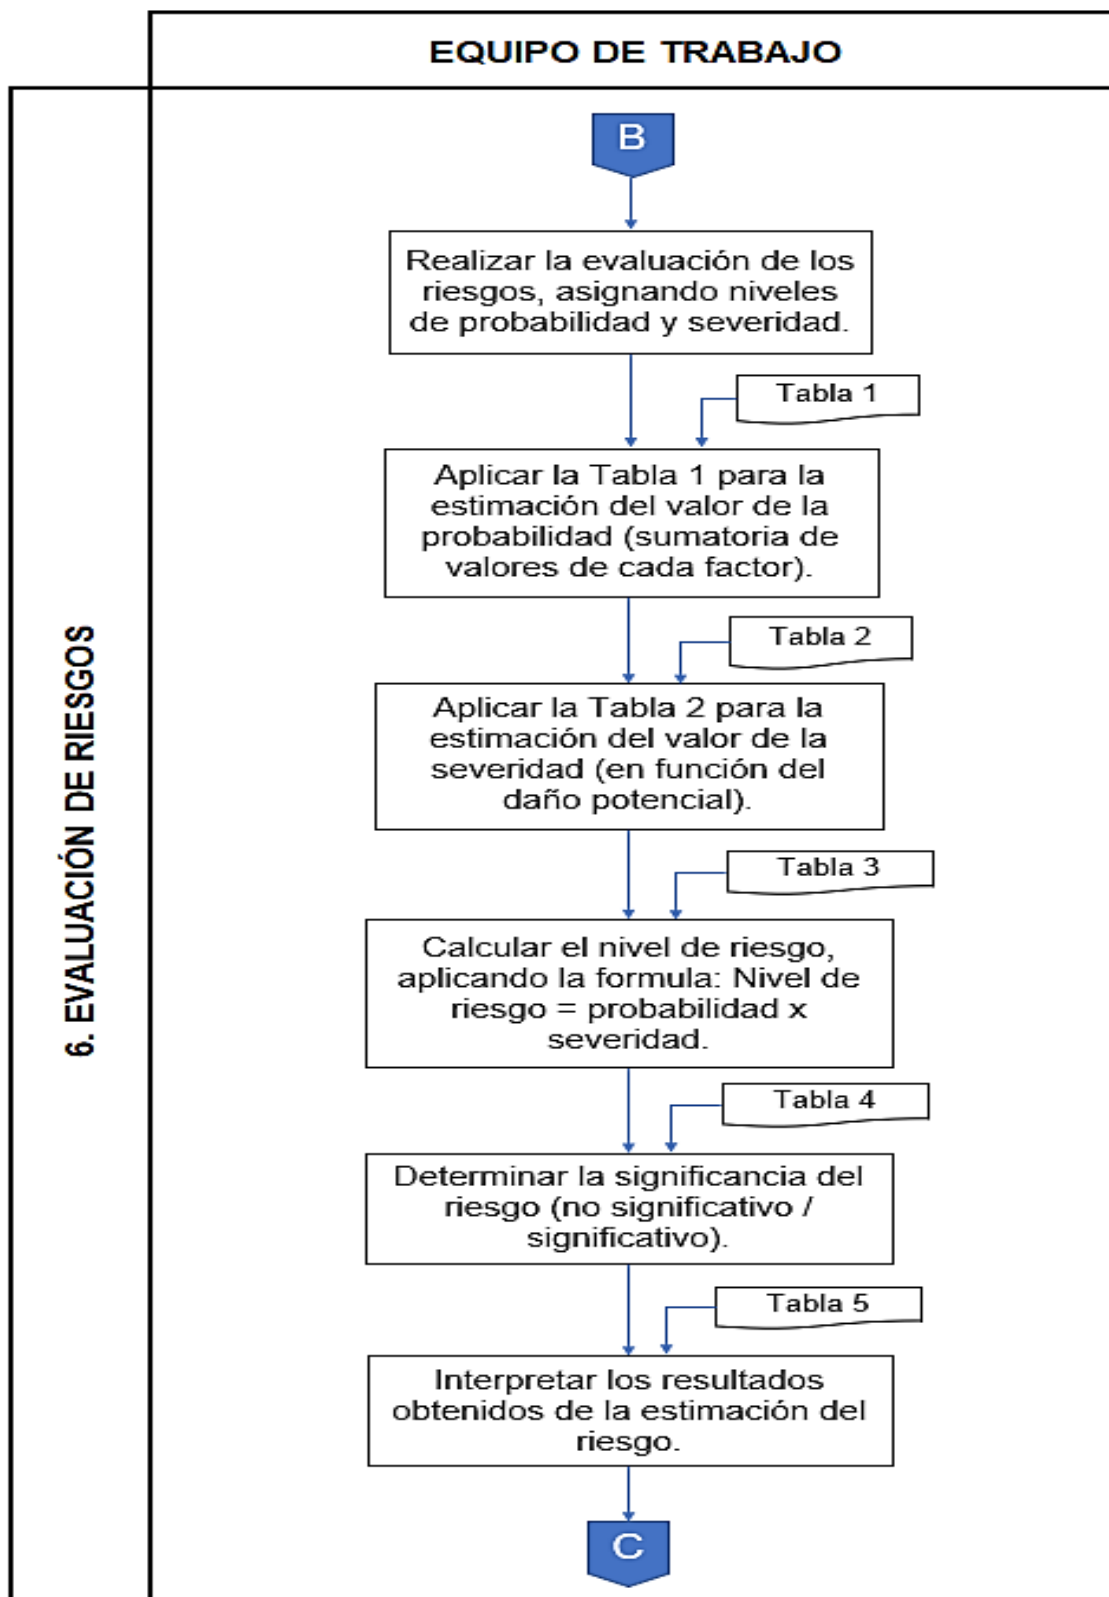 EQUIPO DE TRABAJO
6. EVALUACIÓN DE RIESGOS
B
Realizar la evaluación de los
riesgos, asignando niveles
de probabilidad y severidad.
Tabla 1
Aplicar la Tabla 1 para la
estimación del valor de la
probabilidad (sumatoria de
valores de cada factor).
Tabla 2
Aplicar la Tabla 2 para la
estimación del valor de la
severidad (en función del
daño potencial).
Tabla 3
Calcular el nivel de riesgo,
aplicando la formula: Nivel de
riesgo = probabilidad x
severidad.
Tabla 4
Determinar la significancia del
riesgo (no significativo /
significativo).
Tabla 5
Interpretar los resultados
obtenidos de la estimación del
riesgo.
C